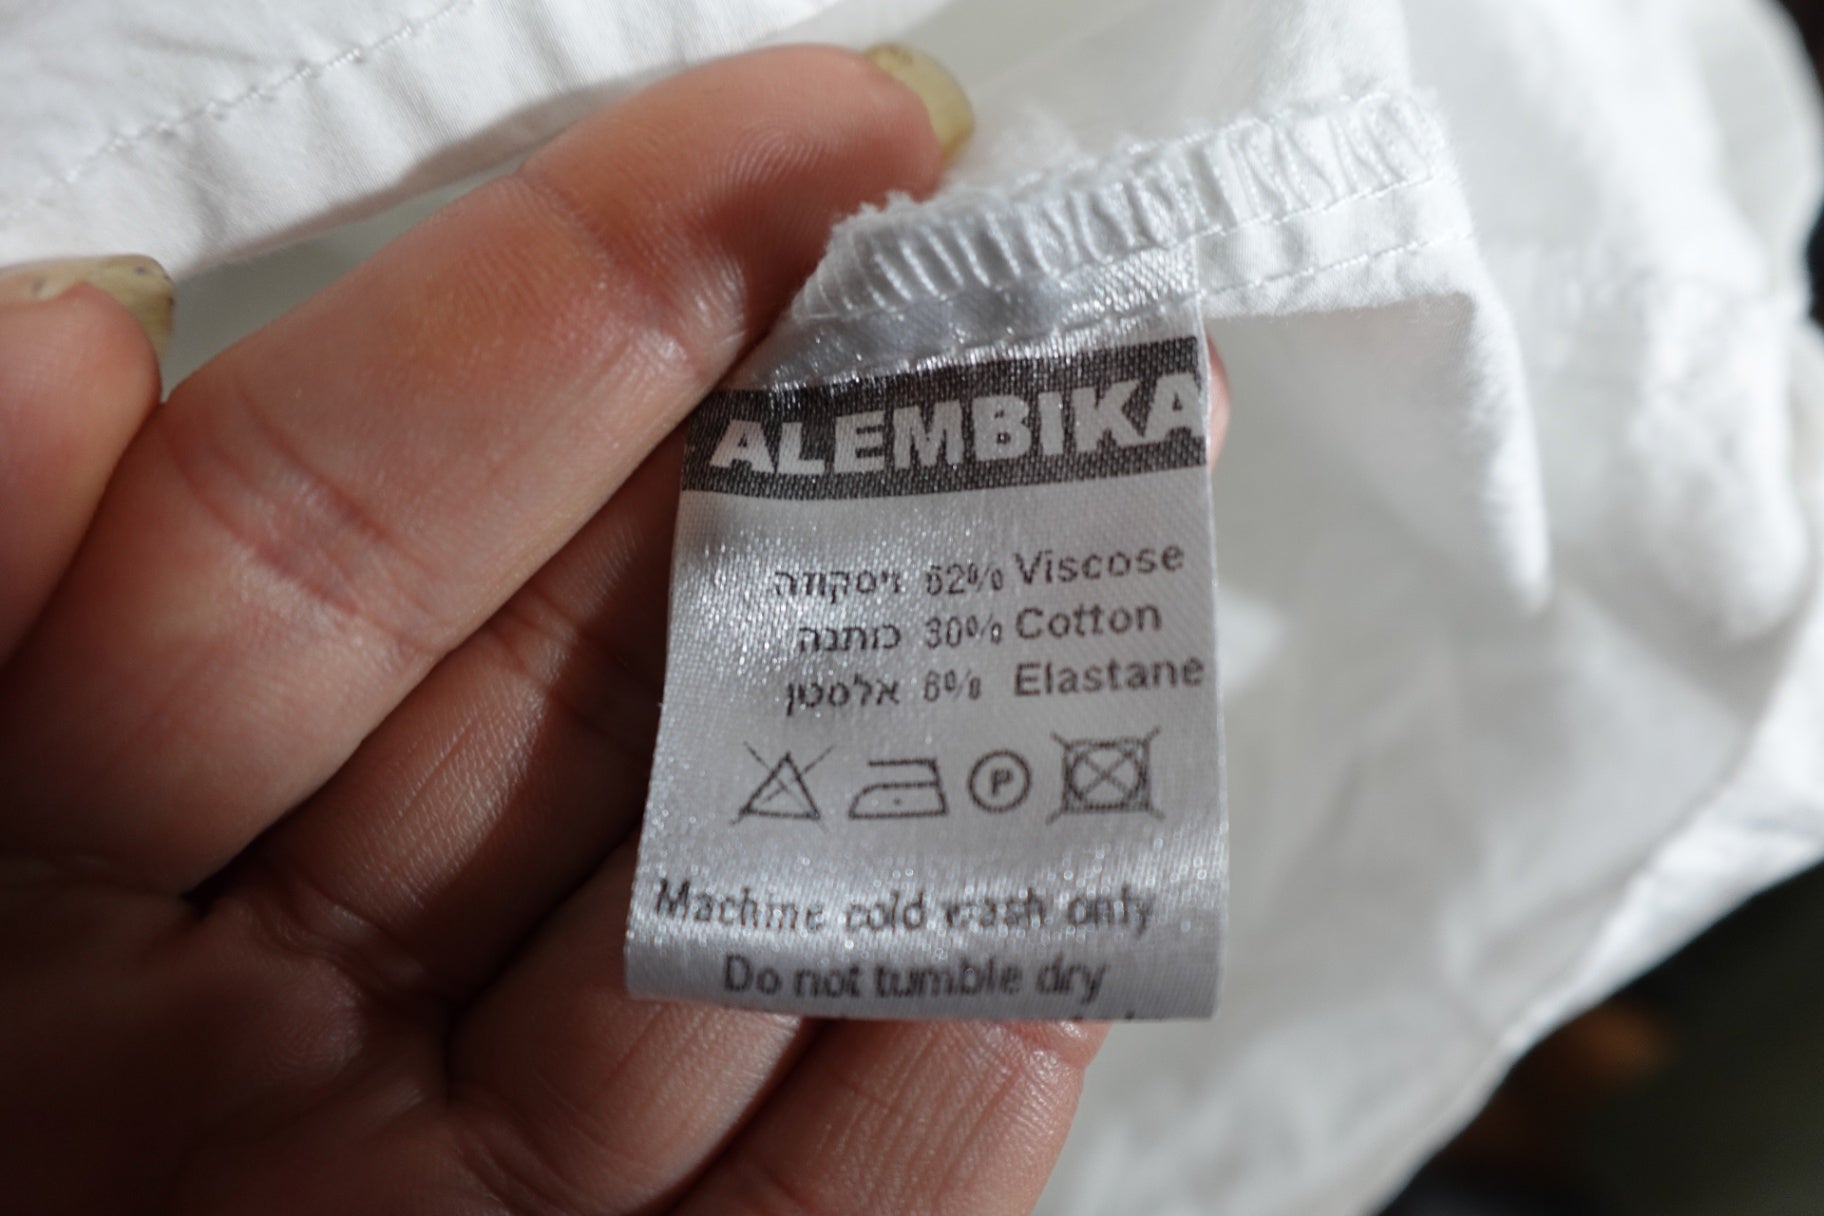 ALEMBIKA
ויסקוזה 62% Viscose
כותנה 30% Cotton
אלסטן 8% Elastane
P
Machine cold wash only
Do not tumble dry